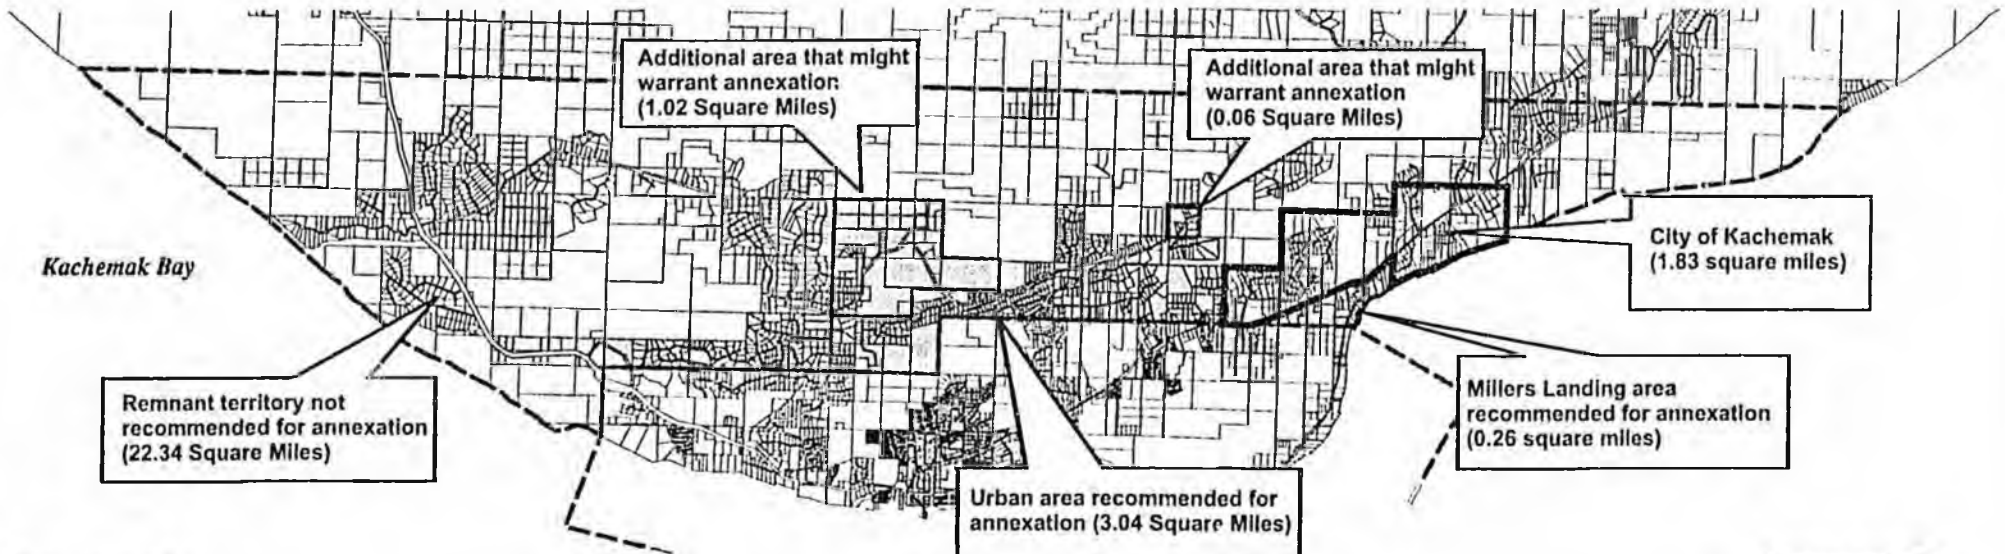 Additional area that might
warrant annexation
(1.02 Square Miles)
Additional area that might
warrant annexation
(0.06 Square Miles)
Kachemak Bay
City of Kachemak
(1.83 square miles)
Remnant territory not
recommended for annexation
(22.34 Square Miles)
Millers Landing area
recommended for annexation
(0.26 square miles)
Urban area recommended for
annexation (3.04 Square Miles)